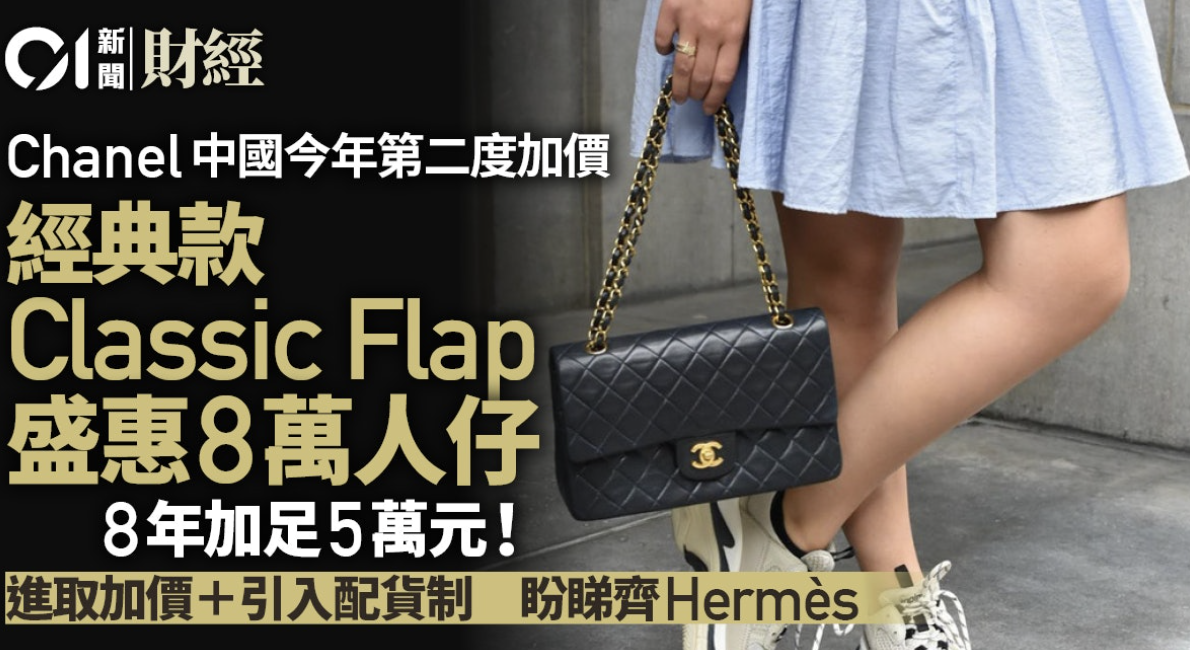 01 新聞 財經
Chanel 中國今年第二度加價
經典款
Classic Flap
盛惠8萬人仔
8年加足5萬元！
進取加價＋引入配貨制 盼睇齊Hermès